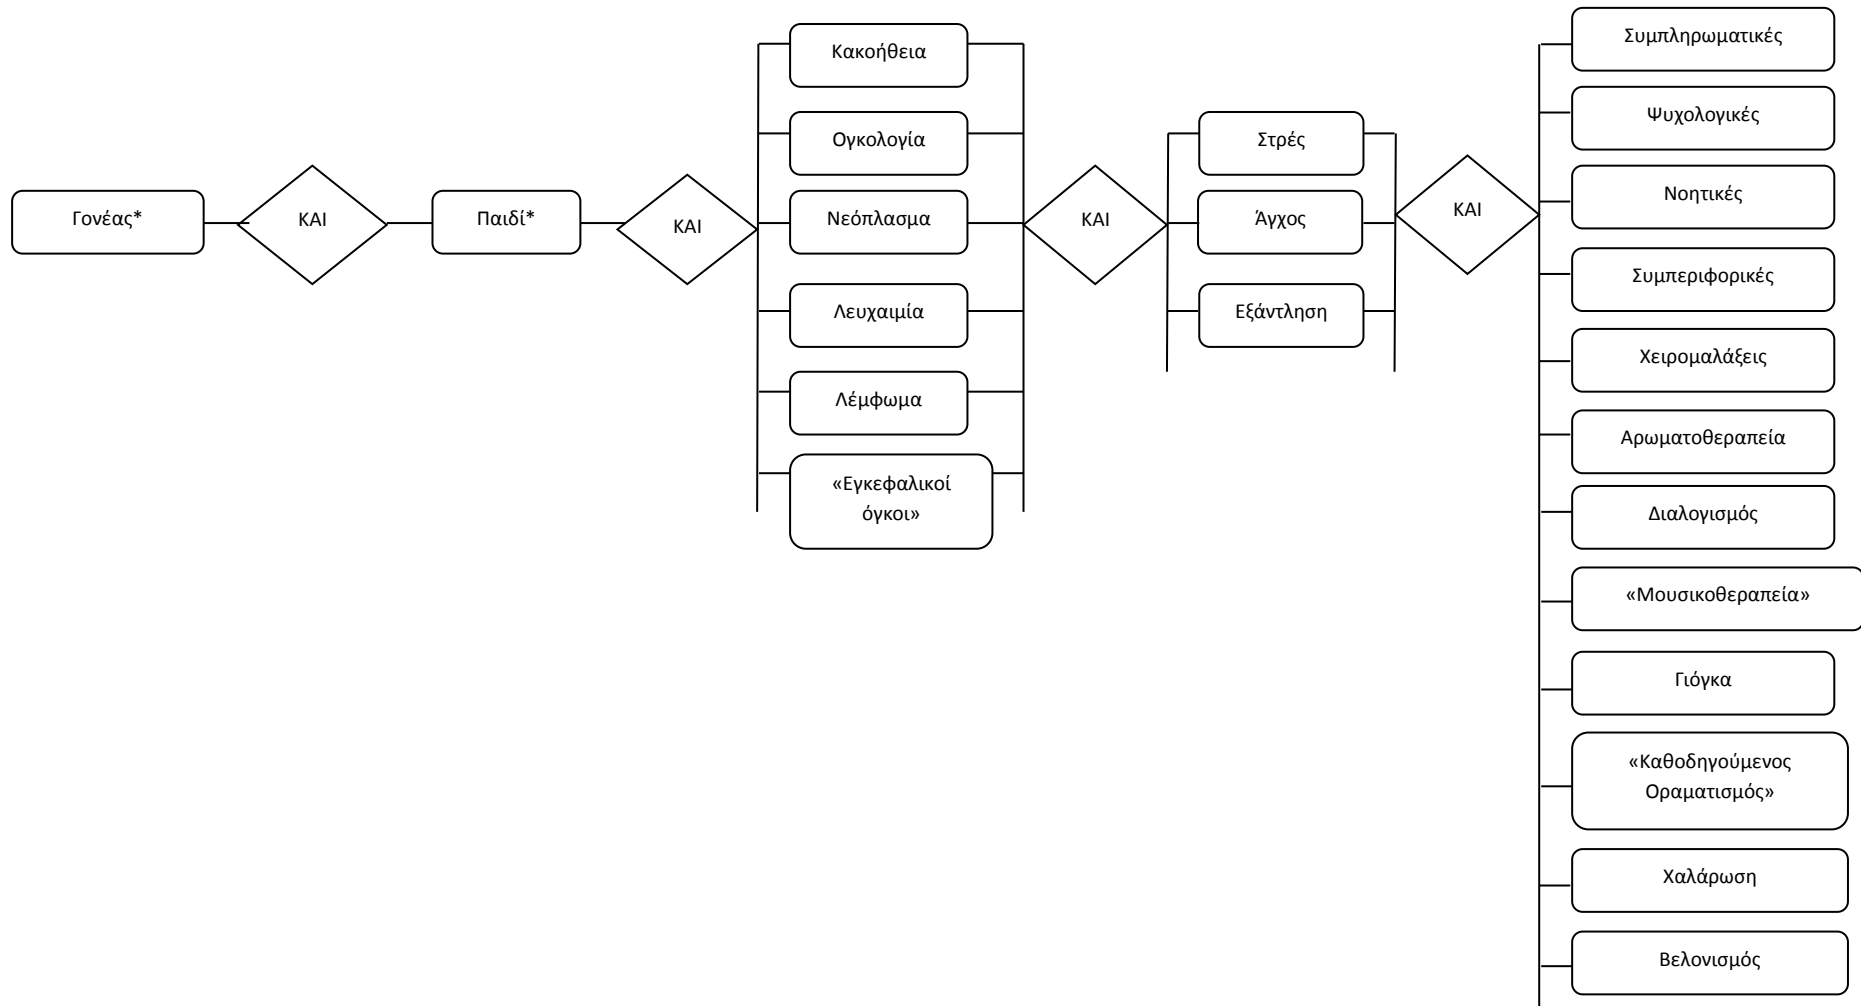 Γονέας*
ΚΑΙ
Παιδί*
ΚΑΙ
Κακοήθεια
Ογκολογία
Νεόπλασμα
Λευχαιμία
Λέμφωμα
«Εγκεφαλικοί
όγκοι»
ΚΑΙ
Στρές
Άγχος
Εξάντληση
ΚΑΙ
Συμπληρωματικές
Ψυχολογικές
Νοητικές
Συμπεριφορικές
Χειρομαλάξεις
Αρωματοθεραπεία
Διαλογισμός
«Μουσικοθεραπεία»
Γιόγκα
«Καθοδηγούμενος
Οραματισμός»
Χαλάρωση
Βελονισμός